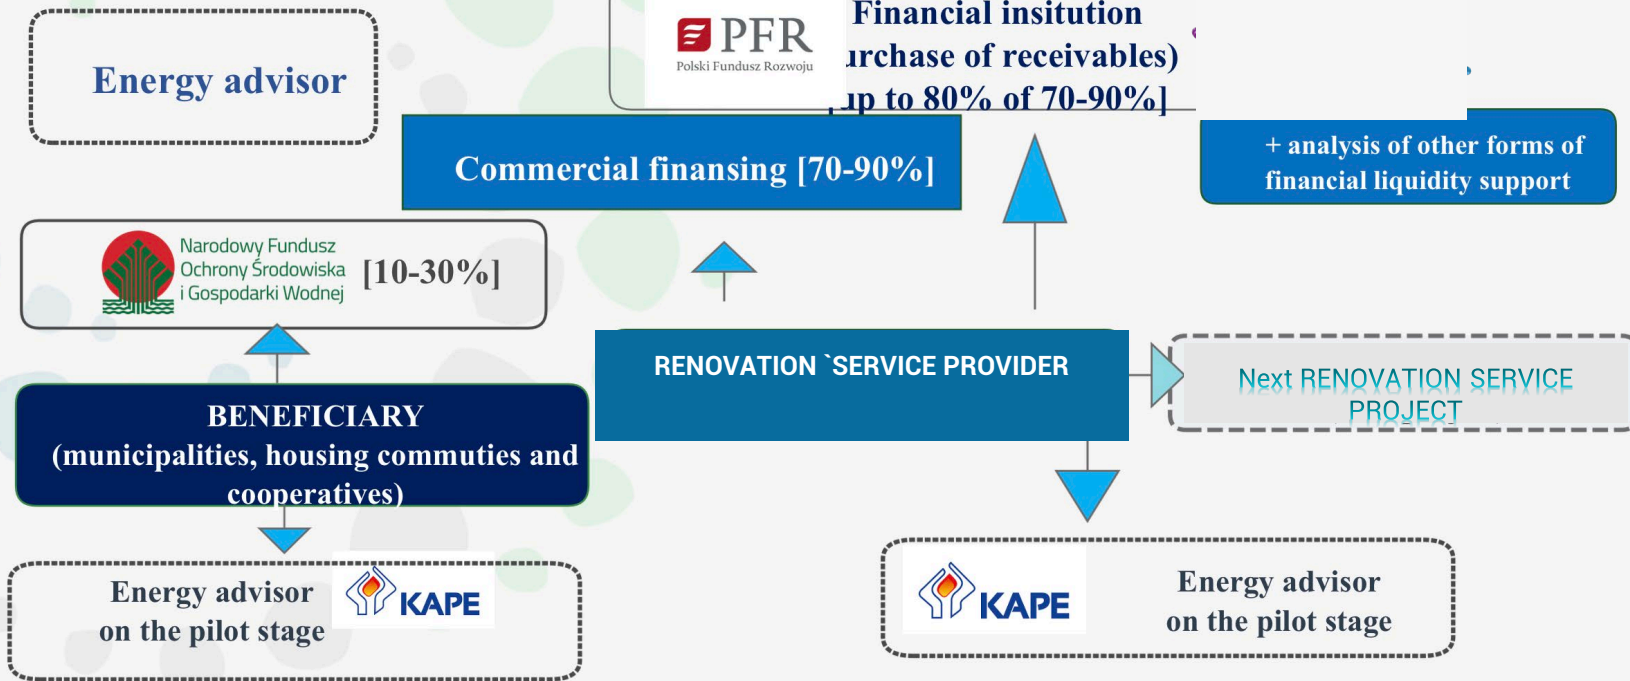 Energy advisor
PFR
Polski Fundusz Rozwoju
Financial insitution
urchase of receivables)
up to 80% of 70-90%]
Commercial finansing [70-90%]
+ analysis of other forms of
financial liquidity support
Narodowy Fundusz
Ochrony Środowiska
i Gospodarki Wodnej
[10-30%]
RENOVATION `SERVICE PROVIDER
Next RENOVATION SERVICE
PROJECT
BENEFICIARY
(municipalities, housing commuties and
cooperatives)
Energy advisor
on the pilot stage
KAPE
KAPE
Energy advisor
on the pilot stage